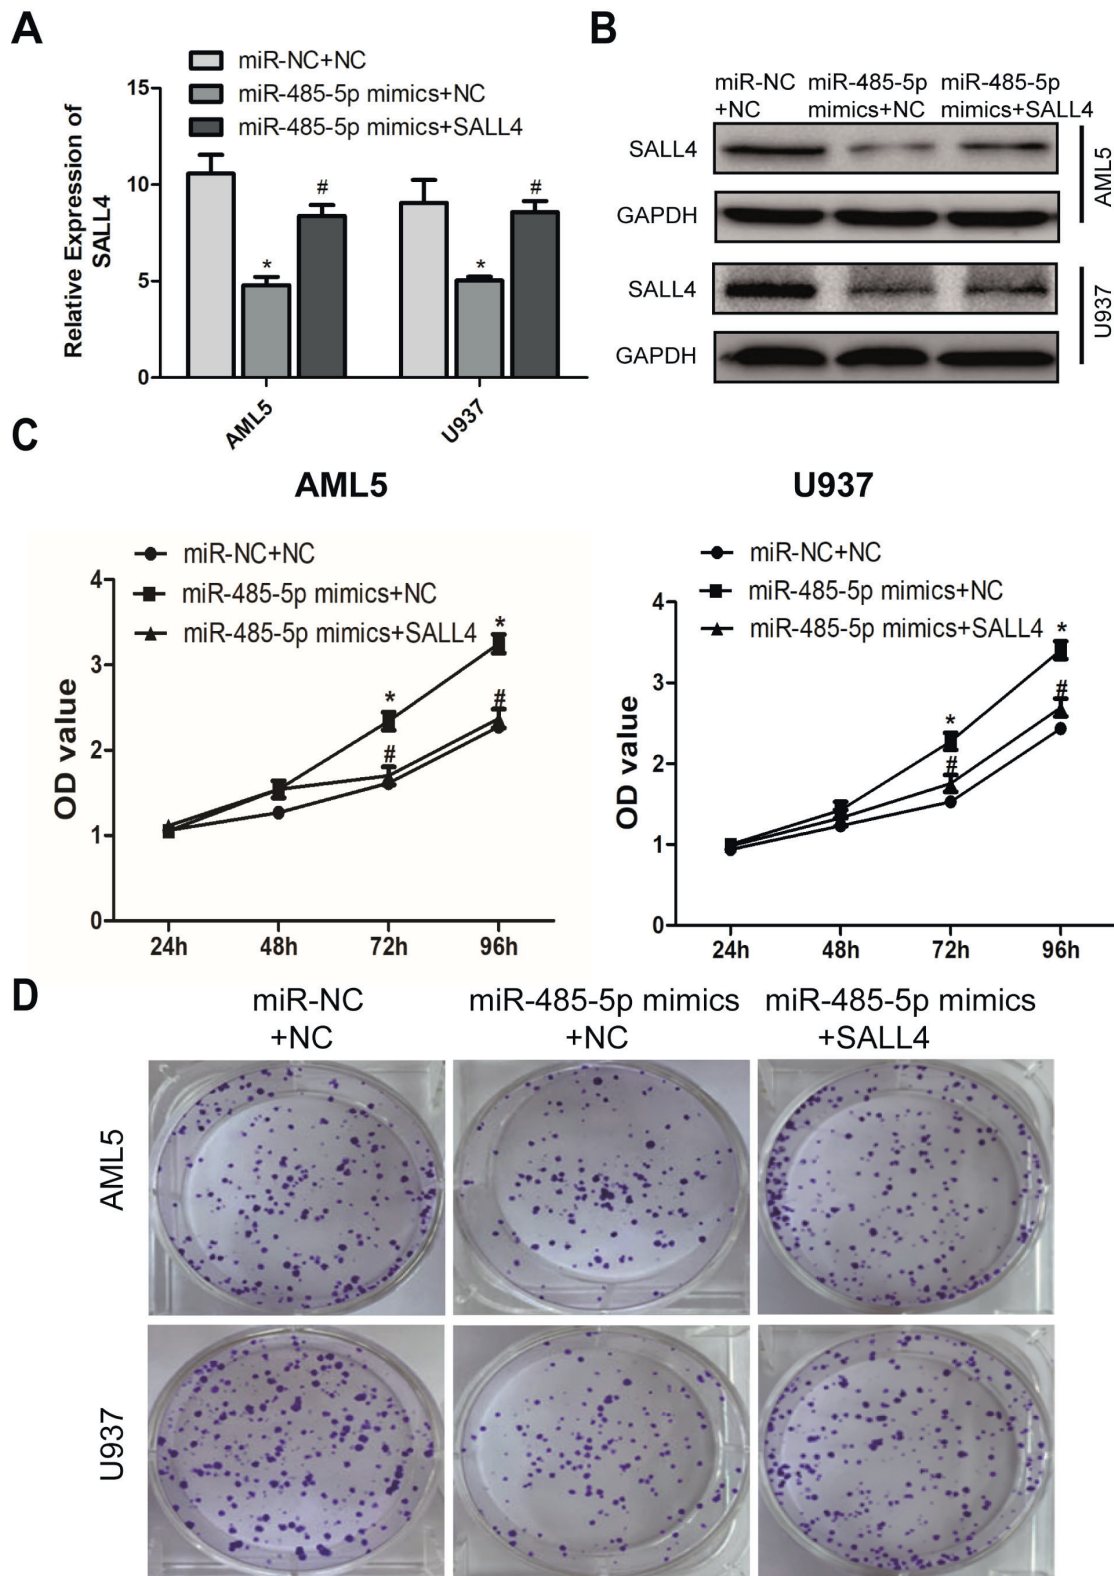 A
miR-NC+NC
miR-485-5p mimics+NC
miR-485-5p mimics+SALL4
Relative Expression of
SALL4
15
10
5
0
*
#
*
#
AML5
U937
B
miR-NC
+NC
miR-485-5p
mimics+NC
miR-485-5p
mimics+SALL4
SALL4
GAPDH
AML5
SALL4
GAPDH
U937
C
AML5
miR-NC+NC
miR-485-5p mimics+NC
miR-485-5p mimics+SALL4
OD value
4
3
2
1
0
*
#
*
#
24h
48h
72h
96h
U937
miR-NC+NC
miR-485-5p mimics+NC
miR-485-5p mimics+SALL4
OD value
4
3
2
1
0
*
#
*
#
24h
48h
72h
96h
D
miR-NC
+NC
miR-485-5p mimics
+NC
miR-485-5p mimics
+SALL4
AML5
U937